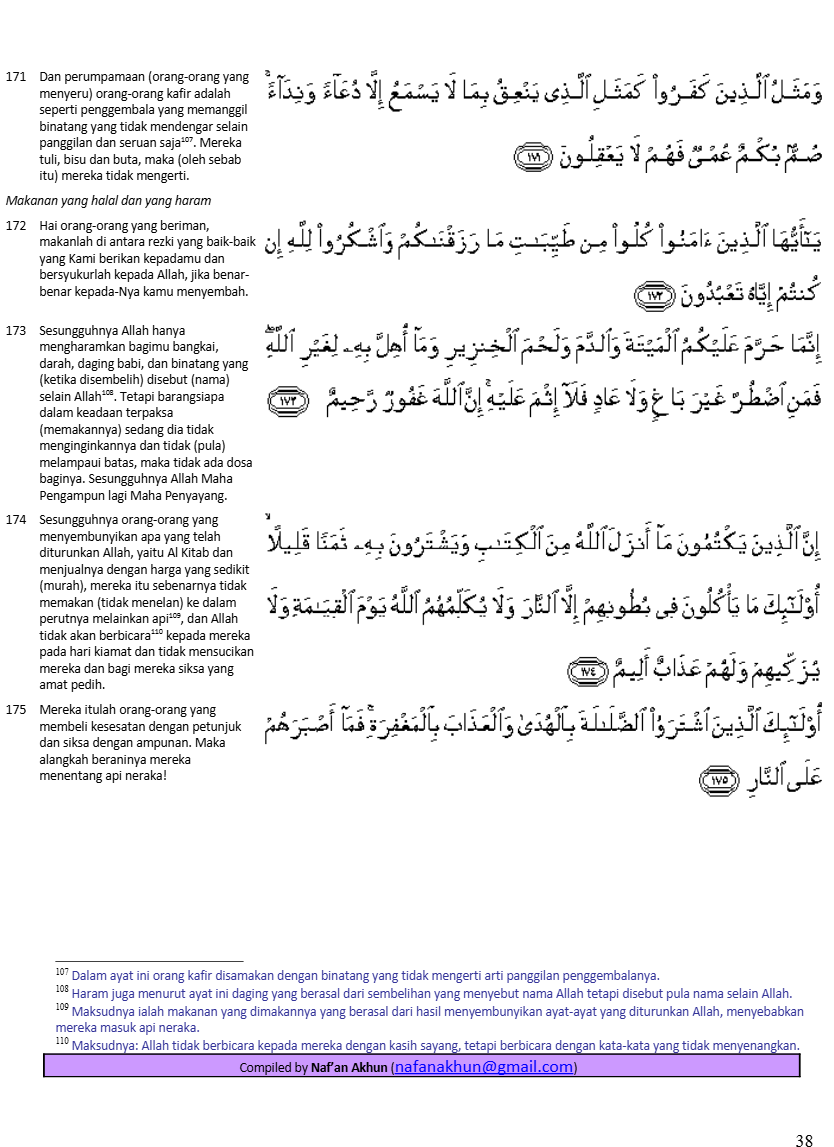 171 Dan perumpamaan (orang-orang yang
menyeru) orang-orang kafir adalah
seperti penggembala yang memanggil
binatang yang tidak mendengar selain
panggilan dan seruan saja¹⁰⁷. Mereka
tuli, bisu dan buta, maka (oleh sebab
itu) mereka tidak mengerti.
وَمَثَلُ ٱلَّذِينَ كَفَرُوا۟ كَمَثَلِ ٱلَّذِى يَنْعِقُ بِمَا لَا يَسْمَعُ إِلَّا دُعَآءً وَنِدَآءً ۚ
صُمٌّۢ بُكْمٌ عُمْىٌ فَهُمْ لَا يَعْقِلُونَ ١٧١
Makanan yang halal dan yang haram
172 Hai orang-orang yang beriman,
makanlah di antara rezki yang baik-baik
yang Kami berikan kepadamu dan
bersyukurlah kepada Allah, jika benar-
benar kepada-Nya kamu menyembah.
يَـٰٓأَيُّهَا ٱلَّذِينَ ءَامَنُوا۟ كُلُوا۟ مِن طَيِّبَـٰتِ مَا رَزَقْنَـٰكُمْ وَٱشْكُرُوا۟ لِلَّهِ إِن
كُنتُمْ إِيَّاهُ تَعْبُدُونَ ١٧٢
173 Sesungguhnya Allah hanya
mengharamkan bagimu bangkai,
darah, daging babi, dan binatang yang
(ketika disembelih) disebut (nama)
selain Allah¹⁰⁸. Tetapi barangsiapa
dalam keadaan terpaksa
(memakannya) sedang dia tidak
menginginkannya dan tidak (pula)
melampaui batas, maka tidak ada dosa
baginya. Sesungguhnya Allah Maha
Pengampun lagi Maha Penyayang.
إِنَّمَا حَرَّمَ عَلَيْكُمُ ٱلْمَيْتَةَ وَٱلدَّمَ وَلَحْمَ ٱلْخِنزِيرِ وَمَآ أُهِلَّ بِهِۦ لِغَيْرِ ٱللَّهِ ۖ
فَمَنِ ٱضْطُرَّ غَيْرَ بَاغٍ وَلَا عَادٍ فَلَآ إِثْمَ عَلَيْهِ ۚ إِنَّ ٱللَّهَ غَفُورٌ رَّحِيمٌ ١٧٣
174 Sesungguhnya orang-orang yang
menyembunyikan apa yang telah
diturunkan Allah, yaitu Al Kitab dan
menjualnya dengan harga yang sedikit
(murah), mereka itu sebenarnya tidak
memakan (tidak menelan) ke dalam
perutnya melainkan api¹⁰⁹, dan Allah
tidak akan berbicara¹¹⁰ kepada mereka
pada hari kiamat dan tidak mensucikan
mereka dan bagi mereka siksa yang
amat pedih.
إِنَّ ٱلَّذِينَ يَكْتُمُونَ مَآ أَنزَلَ ٱللَّهُ مِنَ ٱلْكِتَـٰبِ وَيَشْتَرُونَ بِهِۦ ثَمَنًا قَلِيلًا ۙ
أُو۟لَـٰٓئِكَ مَا يَأْكُلُونَ فِى بُطُونِهِمْ إِلَّا ٱلنَّارَ وَلَا يُكَلِّمُهُمُ ٱللَّهُ يَوْمَ ٱلْقِيَـٰمَةِ وَلَا
يُزَكِّيهِمْ وَلَهُمْ عَذَابٌ أَلِيمٌ ١٧٤
175 Mereka itulah orang-orang yang
membeli kesesatan dengan petunjuk
dan siksa dengan ampunan. Maka
alangkah beraninya mereka
menentang api neraka!
أُو۟لَـٰٓئِكَ ٱلَّذِينَ ٱشْتَرَوُا۟ ٱلضَّلَـٰلَةَ بِٱلْهُدَىٰ وَٱلْعَذَابَ بِٱلْمَغْفِرَةِ ۚ فَمَآ أَصْبَرَهُمْ
عَلَى ٱلنَّارِ ١٧٥
¹⁰⁷ Dalam ayat ini orang kafir disamakan dengan binatang yang tidak mengerti arti panggilan penggembalanya.
¹⁰⁸ Haram juga menurut ayat ini daging yang berasal dari sembelihan yang menyebut nama Allah tetapi disebut pula nama selain Allah.
¹⁰⁹ Maksudnya ialah makanan yang dimakannya yang berasal dari hasil menyembunyikan ayat-ayat yang diturunkan Allah, menyebabkan
mereka masuk api neraka.
¹¹⁰ Maksudnya: Allah tidak berbicara kepada mereka dengan kasih sayang, tetapi berbicara dengan kata-kata yang tidak menyenangkan.
Compiled by Naf'an Akhun (nafanakhun@gmail.com)
38